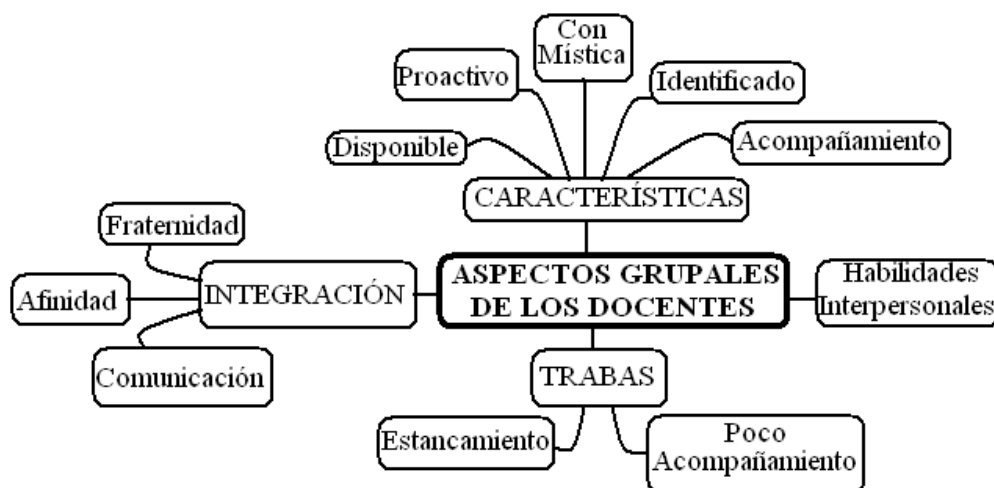 Con
Mística
Proactivo
Identificado
Disponible
Acompañamiento
CARACTERÍSTICAS
Fraternidad
Afinidad
INTEGRACIÓN
Comunicación
ASPECTOS GRUPALES
DE LOS DOCENTES
Habilidades
Interpersonales
TRABAS
Estancamiento
Poco
Acompañamiento